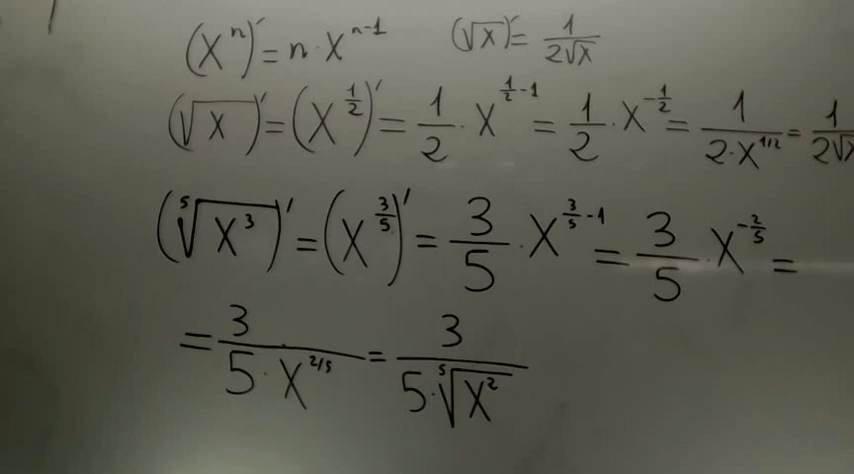 (xⁿ)' = n · xⁿ⁻¹ (√x)' = 1/(2√x)
(√x)' = (x^(1/2))' = 1/2 · x^(1/2 - 1) = 1/2 · x^(-1/2) = 1/(2 · x^(1/2)) = 1/(2√x)
(⁵√x³)' = (x^(3/5))' = 3/5 · x^(3/5 - 1) = 3/5 · x^(-2/5) =
= 3/(5 · x^(2/5)) = 3/(5 · ⁵√x²)